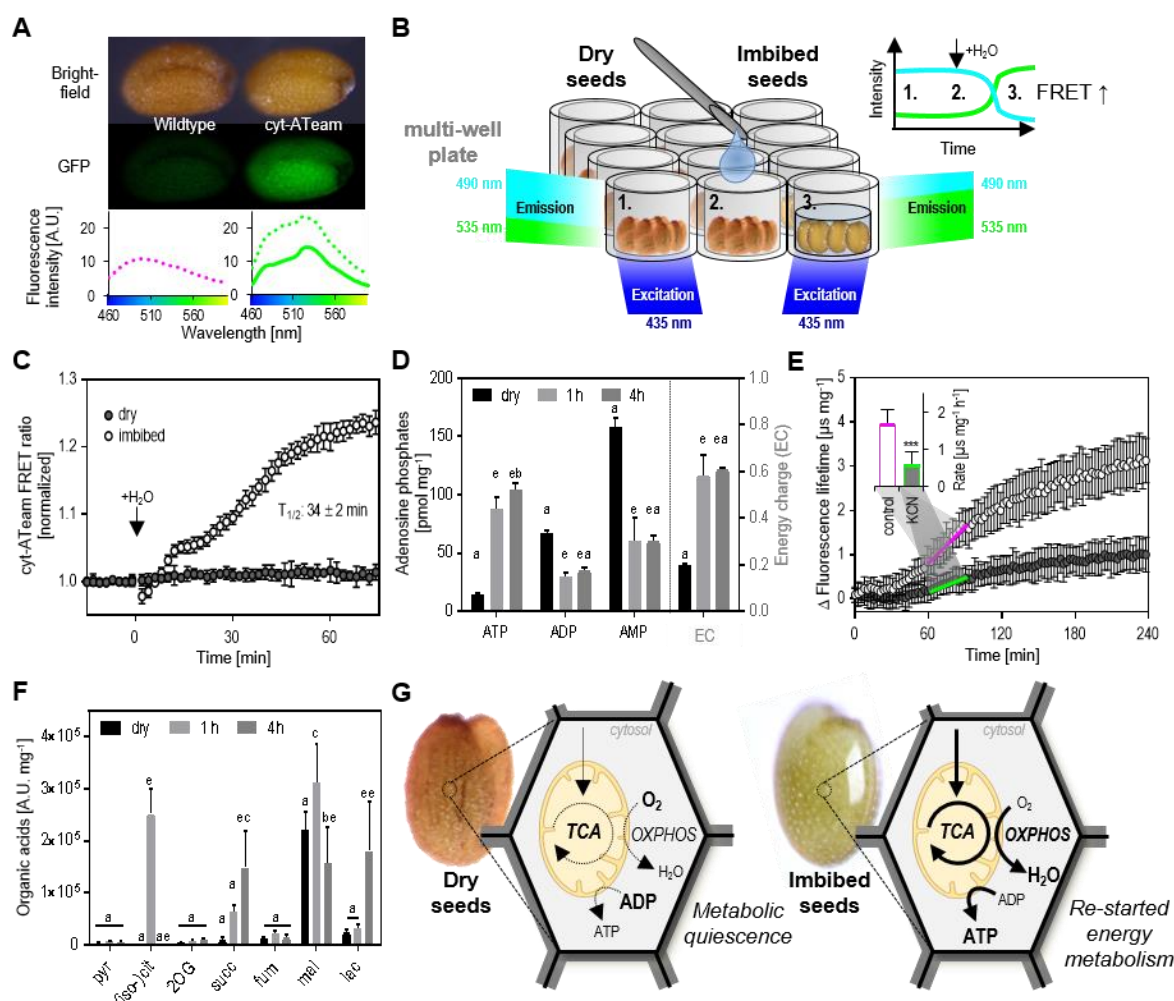 A
Bright-
field
Wildtype
cyt-ATeam
GFP
Fluorescence
intensity [A.U.]
20
10
0
20
10
0
460
510
560
460
510
560
Wavelength [nm]
B
Dry
seeds
Imbibed
seeds
multi-well
plate
490 nm
535 nm
Emission
1.
2.
3.
Emission
490 nm
535 nm
Excitation
435 nm
Excitation
435 nm
Intensity
+H₂O
1.
2.
3.
FRET ↑
Time
C
cyt-ATeam FRET ratio
[normalized]
1.3
1.2
1.1
1.0
dry
imbibed
+H₂O
T1/2: 34 ± 2 min
0
30
60
Time [min]
D
Adenosine phosphates
[pmol mg⁻¹]
200
150
100
50
0
dry
1 h
4h
a
e
eb
a
e
ea
a
e
ea
a
e
ea
ATP
ADP
AMP
EC
1.0
0.8
0.6
0.4
0.2
0.0
Energy charge (EC)
E
Δ Fluorescence lifetime [µs mg⁻¹]
5
4
3
2
1
0
***
control
KCN
2
1
0
Rate [µs mg⁻¹ h⁻¹]
0
60
120
180
240
Time [min]
F
Organic acids [A.U. mg⁻¹]
4×10⁵
3×10⁵
2×10⁵
1×10⁵
0
dry
1 h
4h
a
a
e
ae
a
a
a
ec
a
a
c
be
a
ee
pyr
(iso-)cit
2OG
succ
fum
mal
lac
G
cytosol
TCA
O₂
OXPHOS
H₂O
ADP
ATP
Dry
seeds
Metabolic
quiescence
cytosol
TCA
O₂
OXPHOS
H₂O
ADP
ATP
Imbibed
seeds
Re-started
energy
metabolism